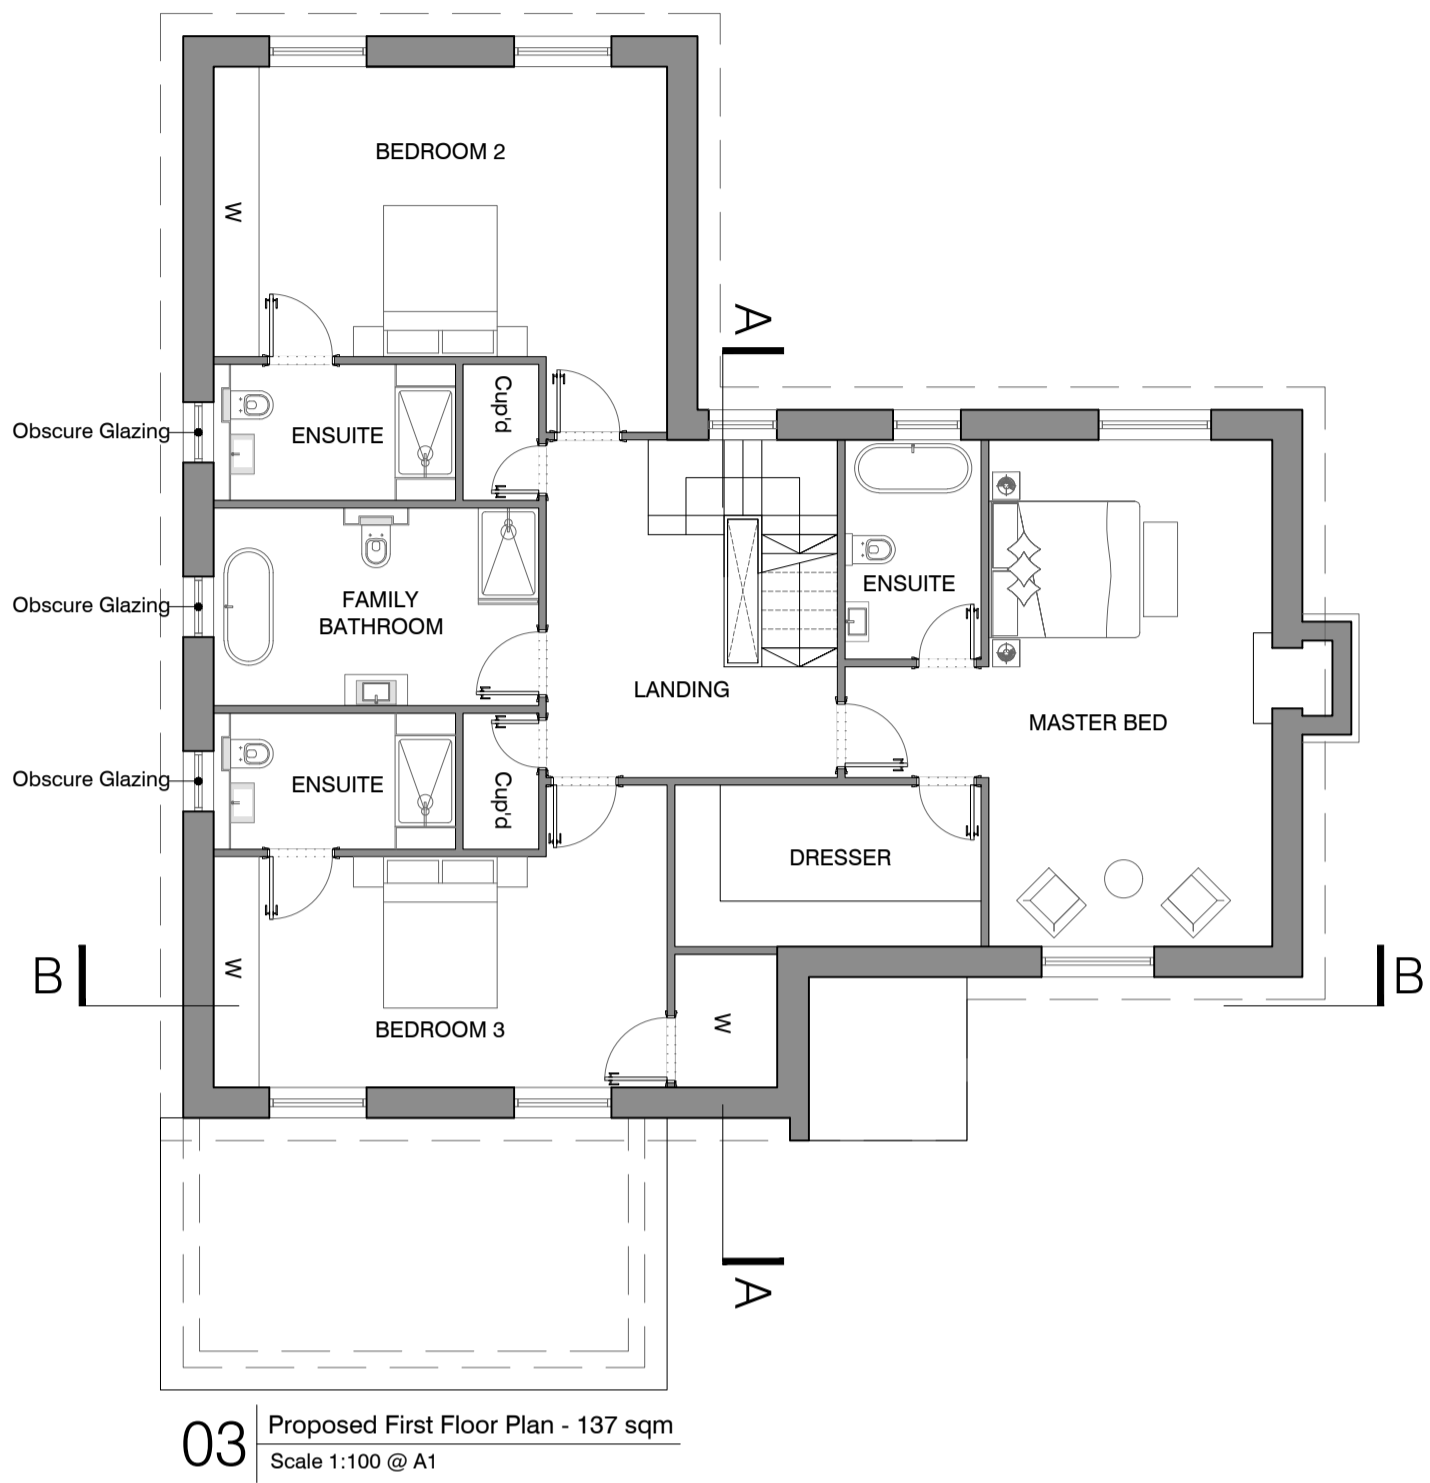 BEDROOM 2
W
A
Cup'd
Obscure Glazing
ENSUITE
ENSUITE
Obscure Glazing
FAMILY
BATHROOM
LANDING
MASTER BED
Obscure Glazing
ENSUITE
Cup'd
DRESSER
B
W
B
BEDROOM 3
W
A
03
Proposed First Floor Plan - 137 sqm
Scale 1:100 @ A1